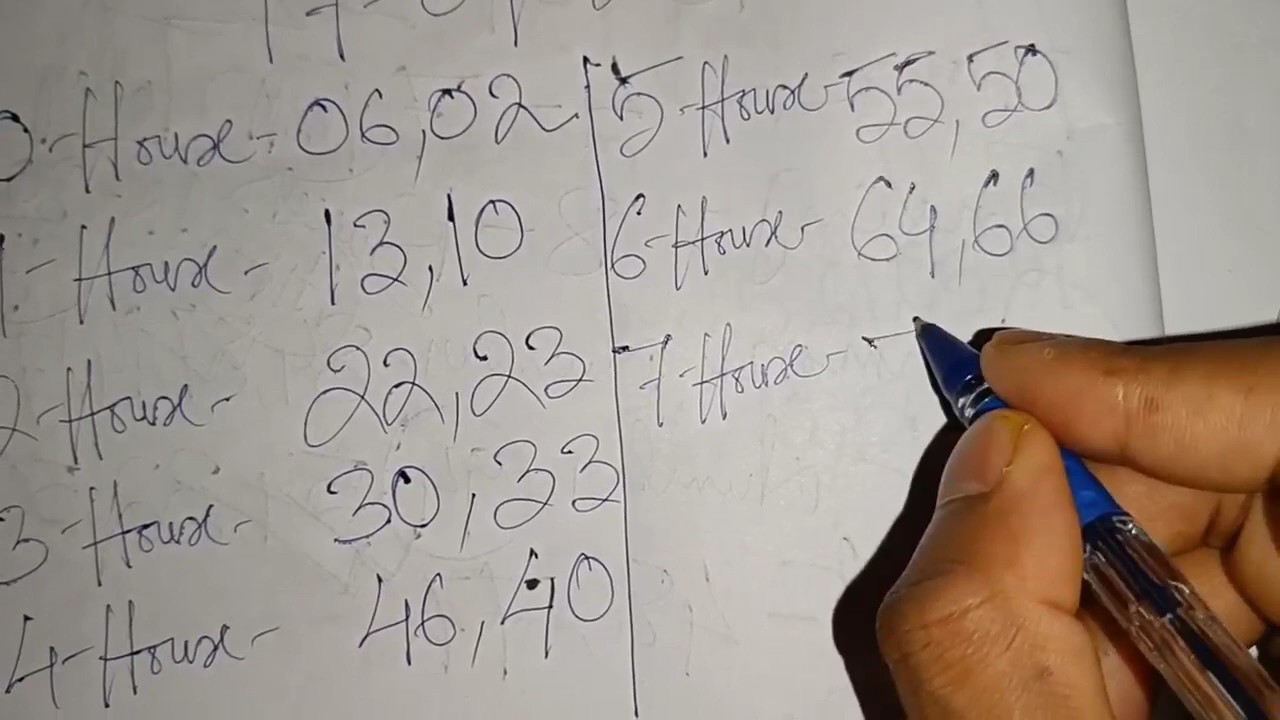 0-House- 06,02
1-House- 13,10
2-House- 22,23
3-House- 30,33
4-House- 46,40
5-House- 55,50
6-House- 64,66
7-House-